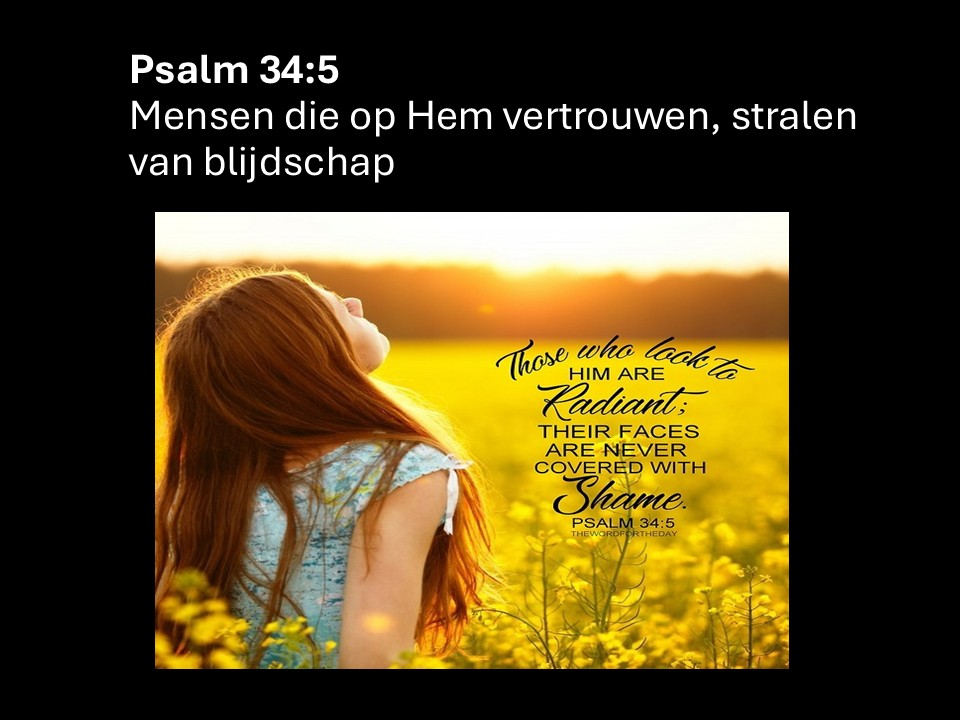 Psalm 34:5
Mensen die op Hem vertrouwen, stralen
van blijdschap
Those who look to
HIM ARE
Radiant;
THEIR FACES
ARE NEVER
COVERED WITH
Shame.
PSALM 34:5
THEWORDFORTHEDAY